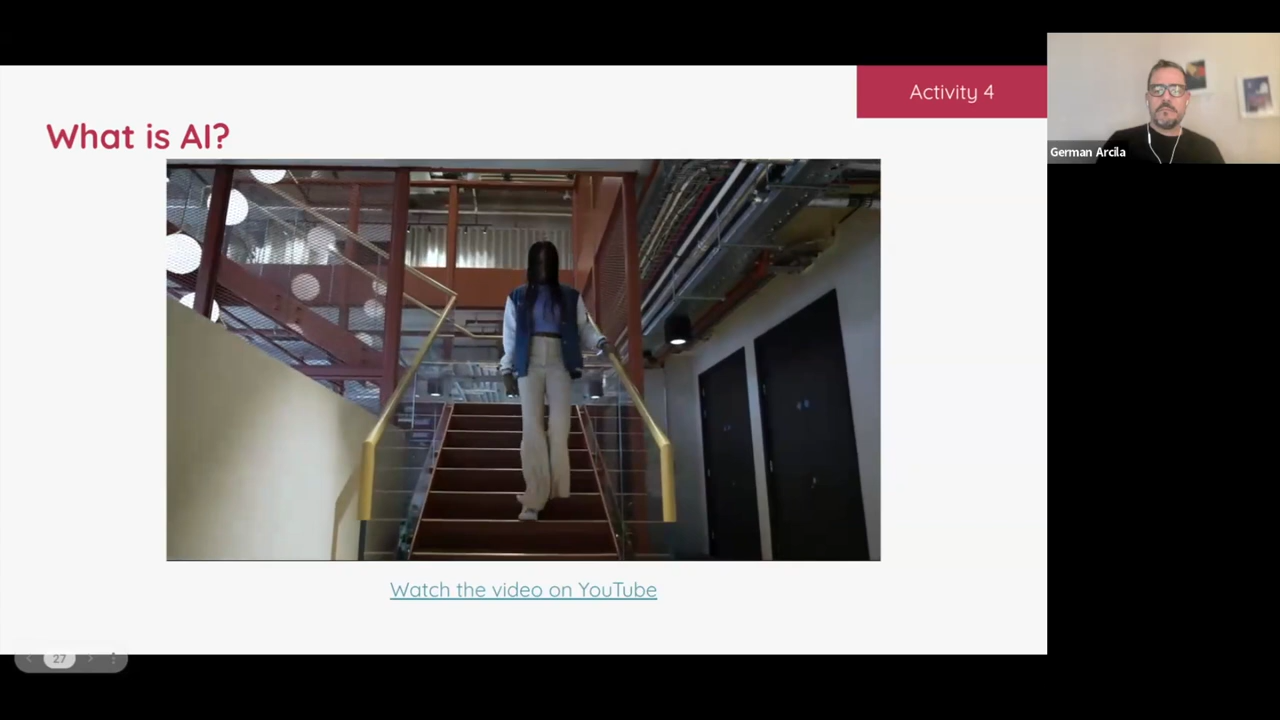 Activity 4
What is AI?
German Arcila
Watch the video on YouTube
27